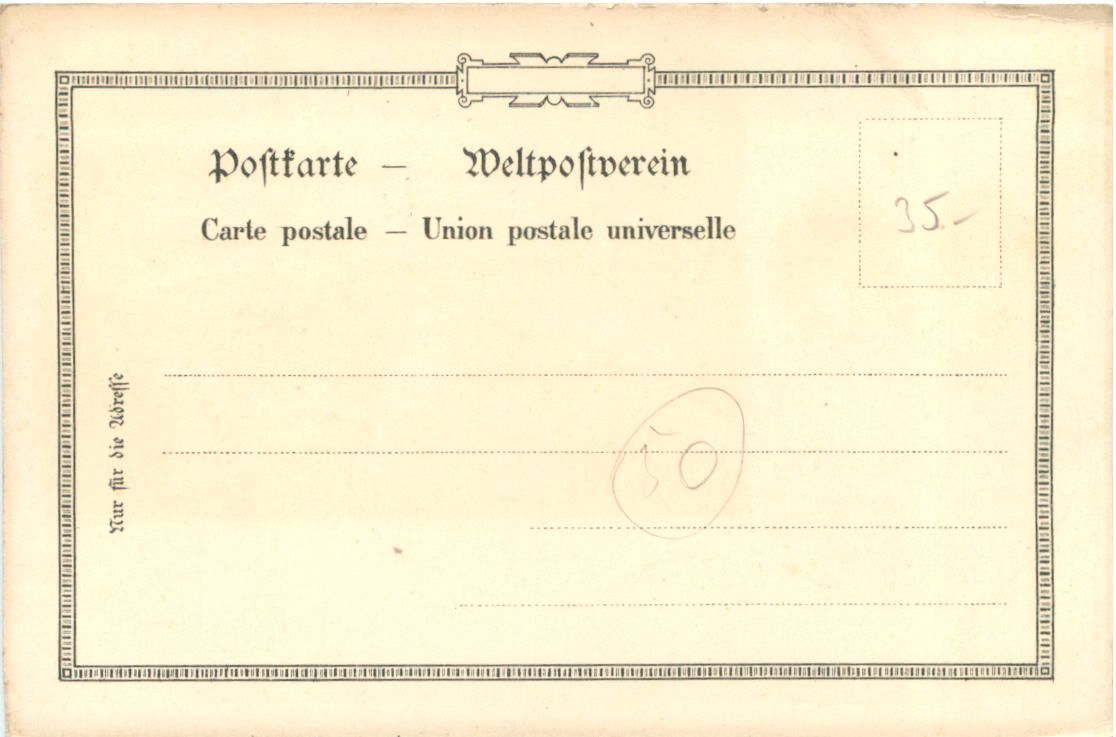 Poſtkarte — Weltpoſtverein
Carte postale — Union postale universelle
35.-
Nur für die Adreſſe
50